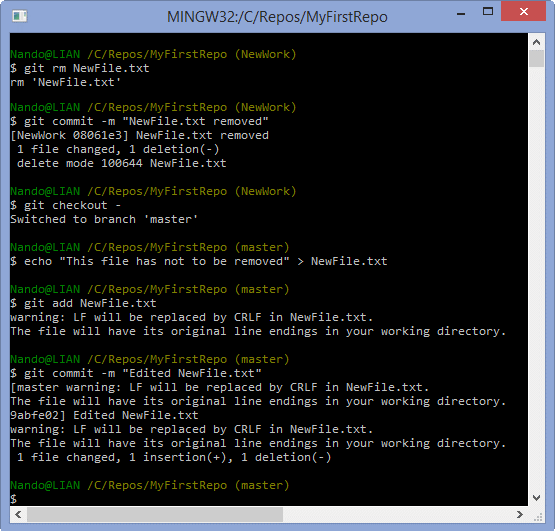 MINGW32:/C/Repos/MyFirstRepo
Nando@LIAN /C/Repos/MyFirstRepo (NewWork)
$ git rm NewFile.txt
rm 'NewFile.txt'
Nando@LIAN /C/Repos/MyFirstRepo (NewWork)
$ git commit -m "NewFile.txt removed"
[NewWork 08061e3] NewFile.txt removed
 1 file changed, 1 deletion(-)
 delete mode 100644 NewFile.txt
Nando@LIAN /C/Repos/MyFirstRepo (NewWork)
$ git checkout -
Switched to branch 'master'
Nando@LIAN /C/Repos/MyFirstRepo (master)
$ echo "This file has not to be removed" > NewFile.txt
Nando@LIAN /C/Repos/MyFirstRepo (master)
$ git add NewFile.txt
warning: LF will be replaced by CRLF in NewFile.txt.
The file will have its original line endings in your working directory.
Nando@LIAN /C/Repos/MyFirstRepo (master)
$ git commit -m "Edited NewFile.txt"
[master warning: LF will be replaced by CRLF in NewFile.txt.
The file will have its original line endings in your working directory.
9abfe02] Edited NewFile.txt
warning: LF will be replaced by CRLF in NewFile.txt.
The file will have its original line endings in your working directory.
 1 file changed, 1 insertion(+), 1 deletion(-)
Nando@LIAN /C/Repos/MyFirstRepo (master)
$